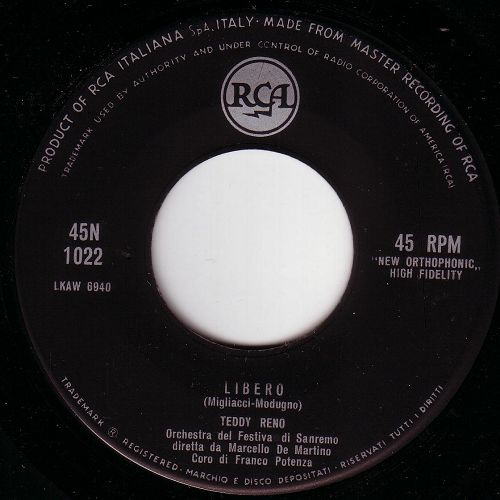 PRODUCT OF RCA ITALIANA SpA, ITALY · MADE FROM MASTER RECORDING OF RCA
TRADEMARK USED BY AUTHORITY AND UNDER CONTROL OF RADIO CORPORATION OF AMERICA (RCA)
RCA
45N
1022
LKAW 6940
45 RPM
"NEW ORTHOPHONIC„
HIGH FIDELITY
LIBERO
(Migliacci-Modugno)
TEDDY RENO
Orchestra del Festiva di Sanremo
diretta da Marcello De Martino
Coro di Franco Potenza
TRADEMARK ® REGISTERED · MARCHIO E DISCO DEPOSITATI · RISERVATI TUTTI I DIRITTI